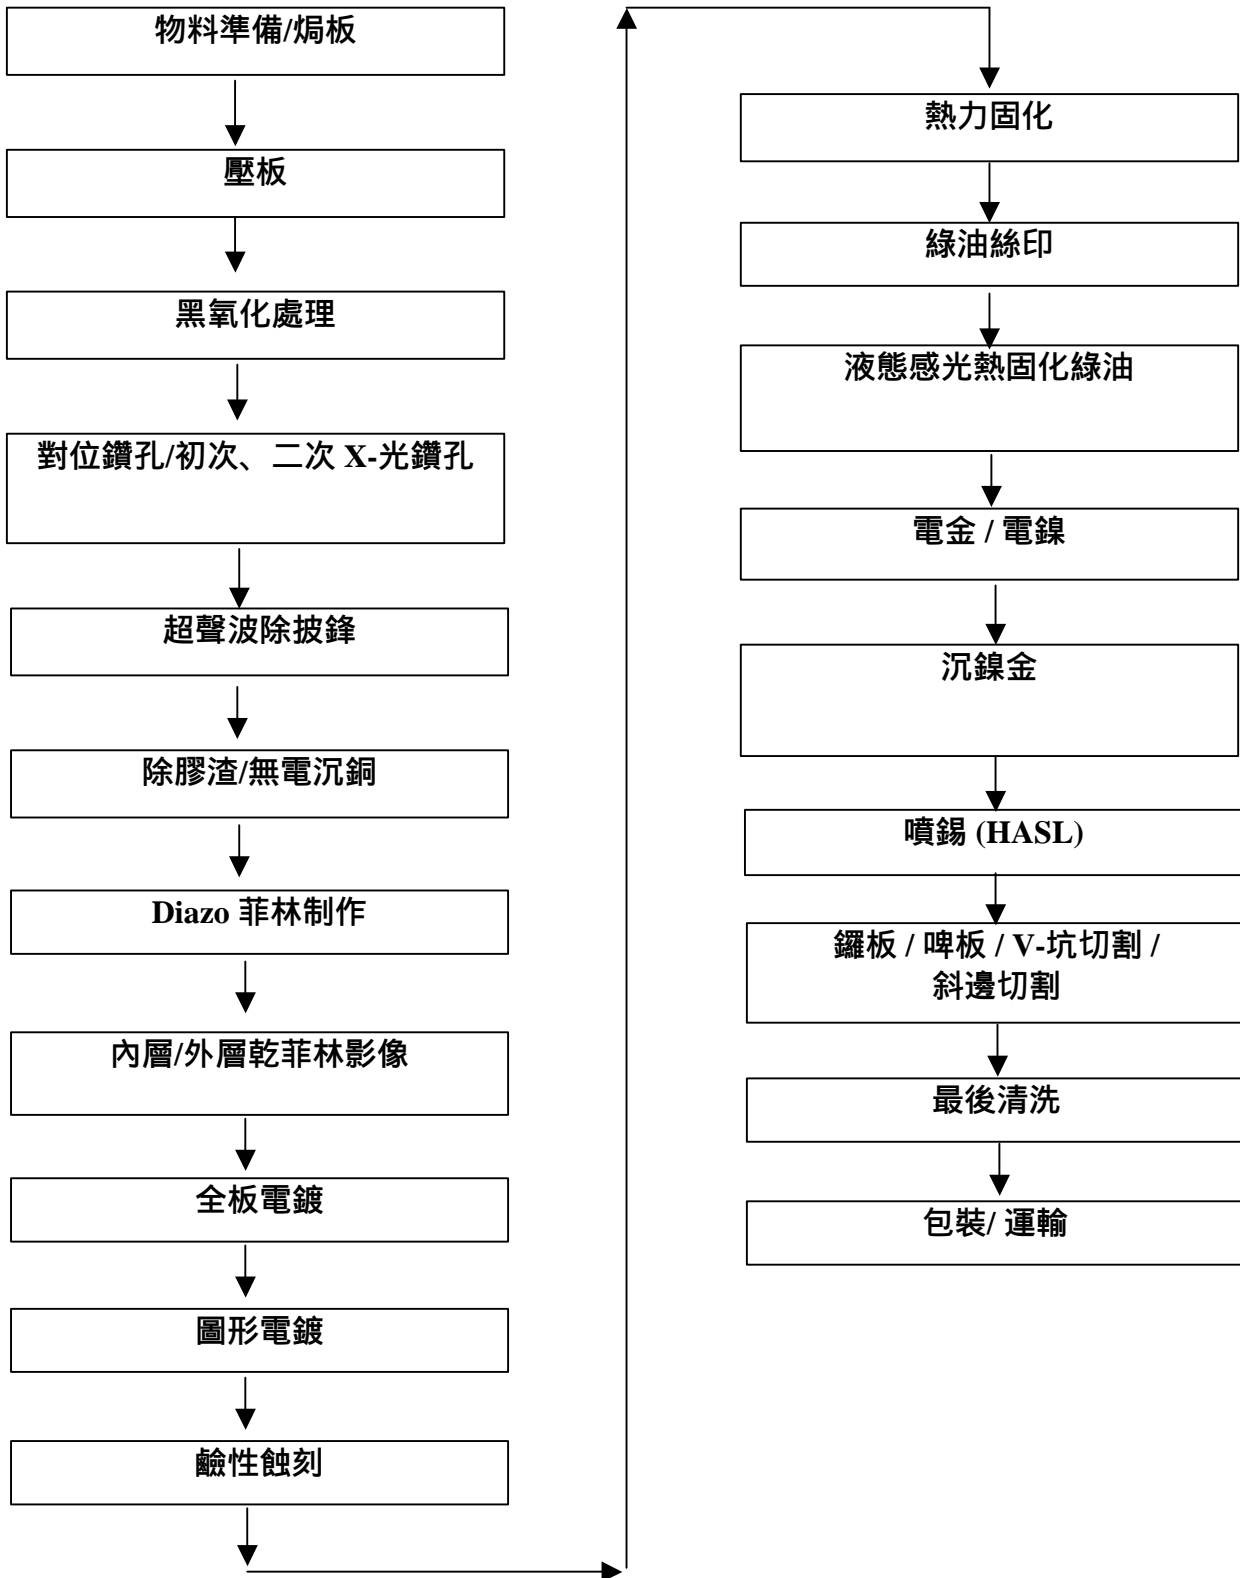 物料準備/焗板
壓板
黑氧化處理
對位鑽孔/初次、二次 X-光鑽孔
超聲波除披鋒
除膠渣/無電沉銅
Diazo 菲林制作
內層/外層乾菲林影像
全板電鍍
圖形電鍍
鹼性蝕刻
熱力固化
綠油絲印
液態感光熱固化綠油
電金 / 電鎳
沉鎳金
噴錫 (HASL)
鑼板 / 啤板 / V-坑切割 /
斜邊切割
最後清洗
包裝/ 運輸